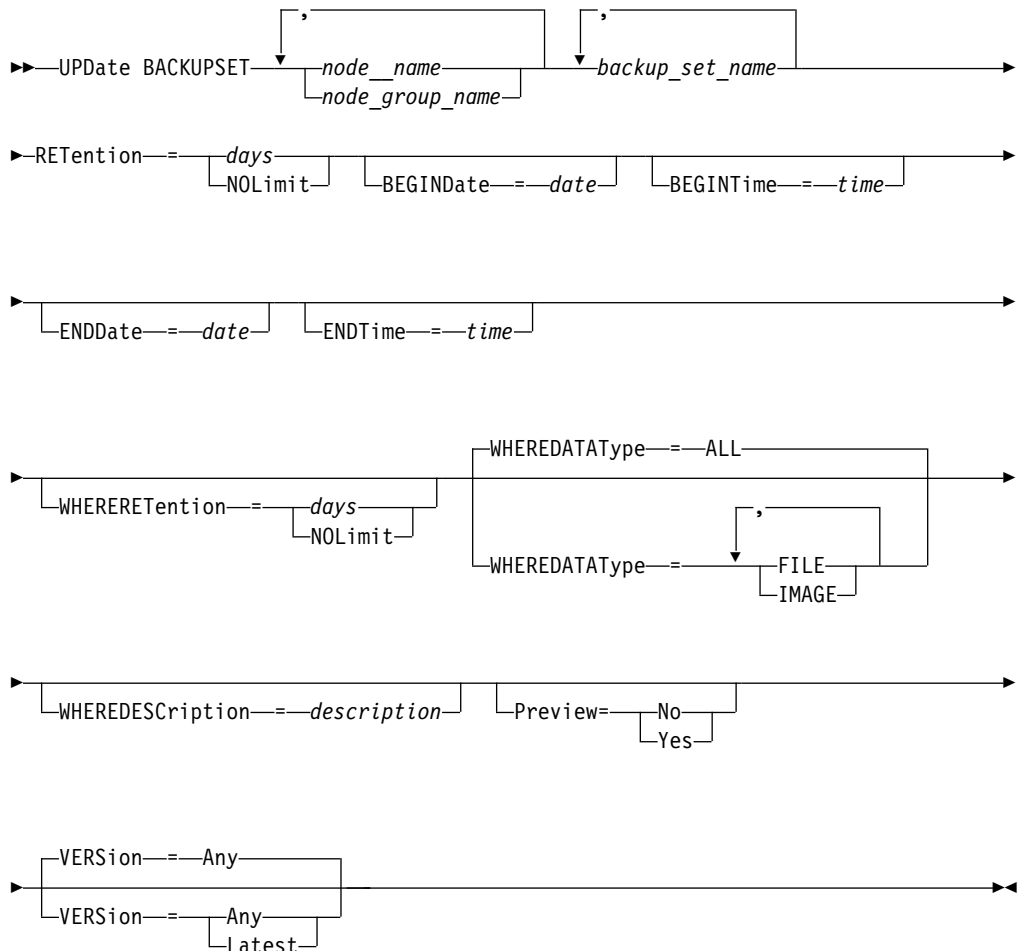 , ,
UPDate BACKUPSET node__name backup_set_name
node_group_name
RETention = days
NOLimit BEGINDate = date BEGINTime = time
ENDDate = date ENDTime = time
WHEREDATAType = ALL
WHERERETention = days ,
NOLimit
WHEREDATAType = FILE
IMAGE
WHEREDESCription = description Preview= No
Yes
VERSion = Any
VERSion = Any
Latest